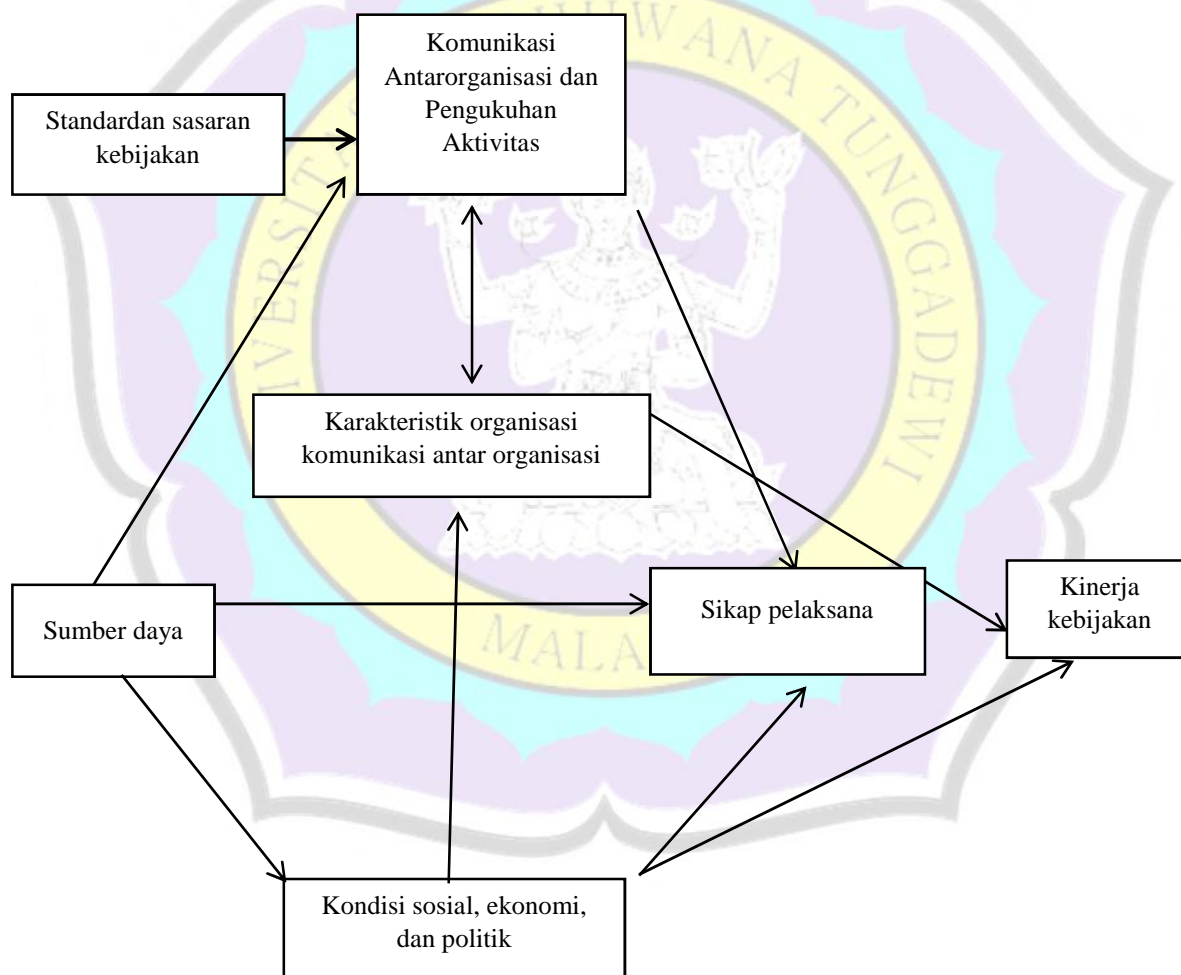 Komunikasi
Antarorganisasi dan
Pengukuhan
Aktivitas
Standardan sasaran
kebijakan
Karakteristik organisasi
komunikasi antar organisasi
Sumber daya
Sikap pelaksana
Kinerja
kebijakan
Kondisi sosial, ekonomi,
dan politik
TUNGGADEWI